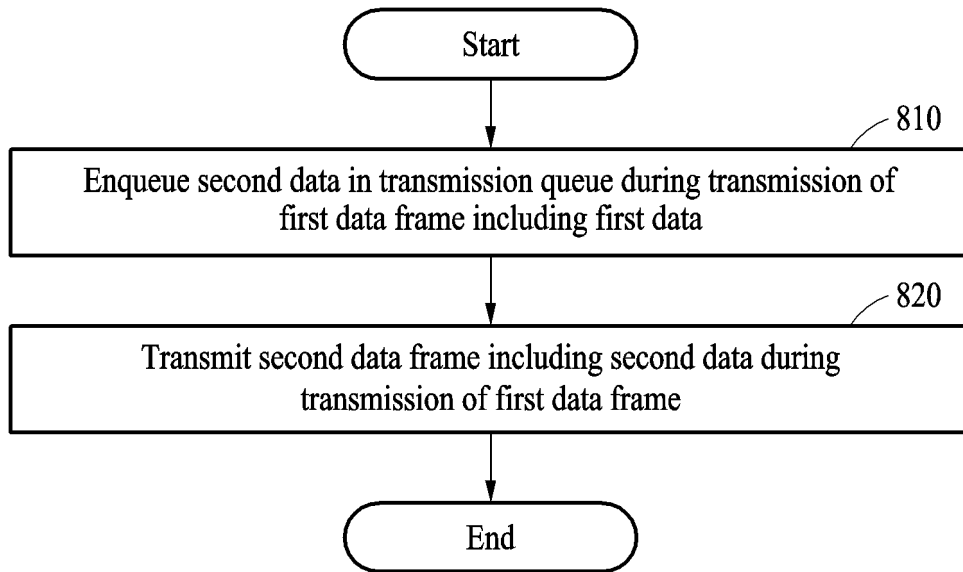 Start
810
Enqueue second data in transmission queue during transmission of
first data frame including first data
820
Transmit second data frame including second data during
transmission of first data frame
End